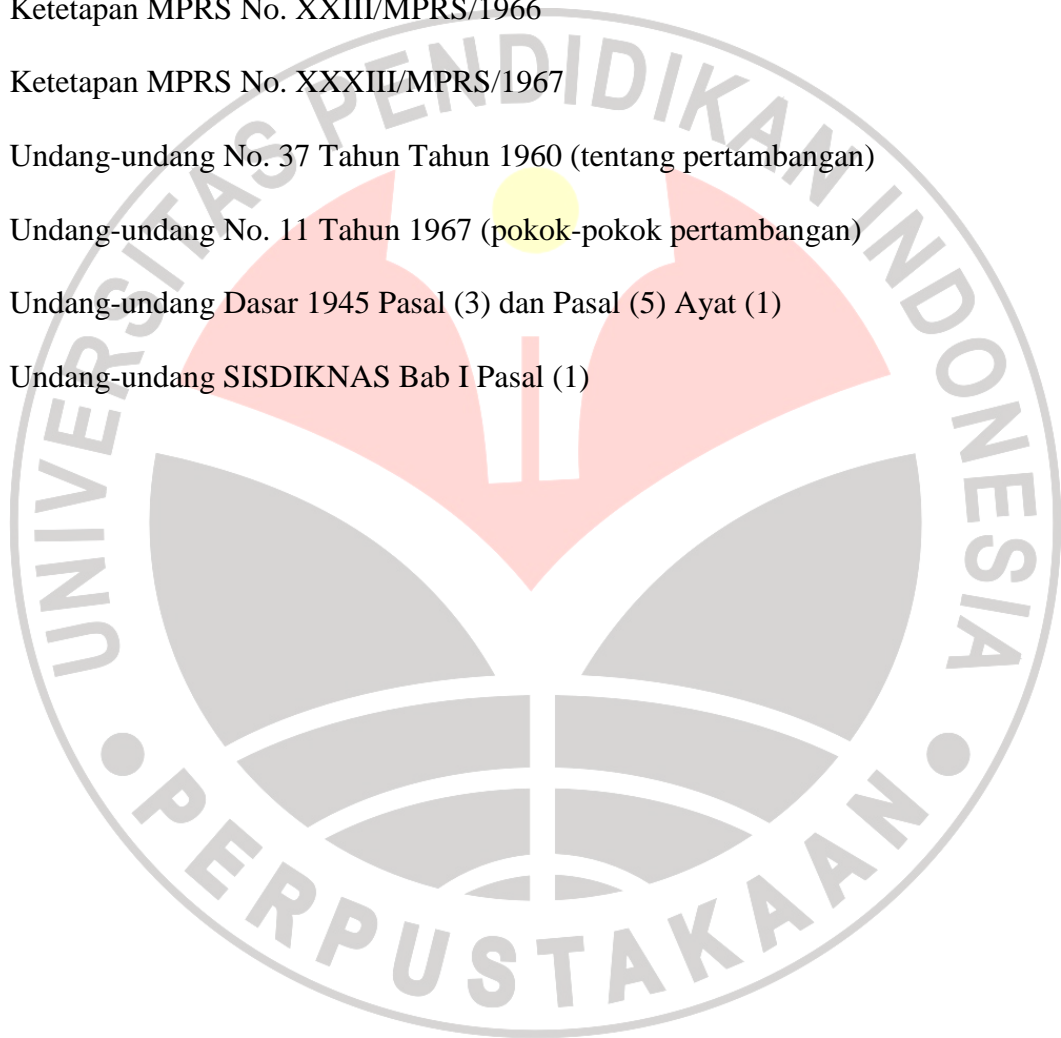 Ketetapan MPRS No. XXIII/MPRS/1966
Ketetapan MPRS No. XXXIII/MPRS/1967
Undang-undang No. 37 Tahun Tahun 1960 (tentang pertambangan)
Undang-undang No. 11 Tahun 1967 (pokok-pokok pertambangan)
Undang-undang Dasar 1945 Pasal (3) dan Pasal (5) Ayat (1)
Undang-undang SISDIKNAS Bab I Pasal (1)
UNIVERSITAS PENDIDIKAN INDONESIA
PERPUSTAKAAN